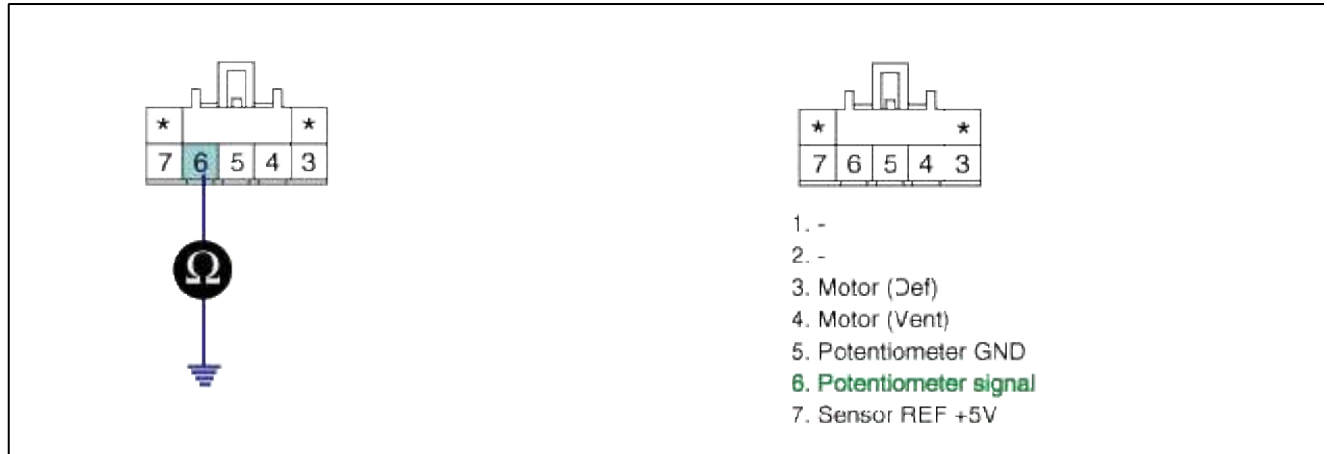 * *
7 6 5 4 3
Ω
* *
7 6 5 4 3
1. -
2. -
3. Motor (Def)
4. Motor (Vent)
5. Potentiometer GND
6. Potentiometer signal
7. Sensor REF +5V